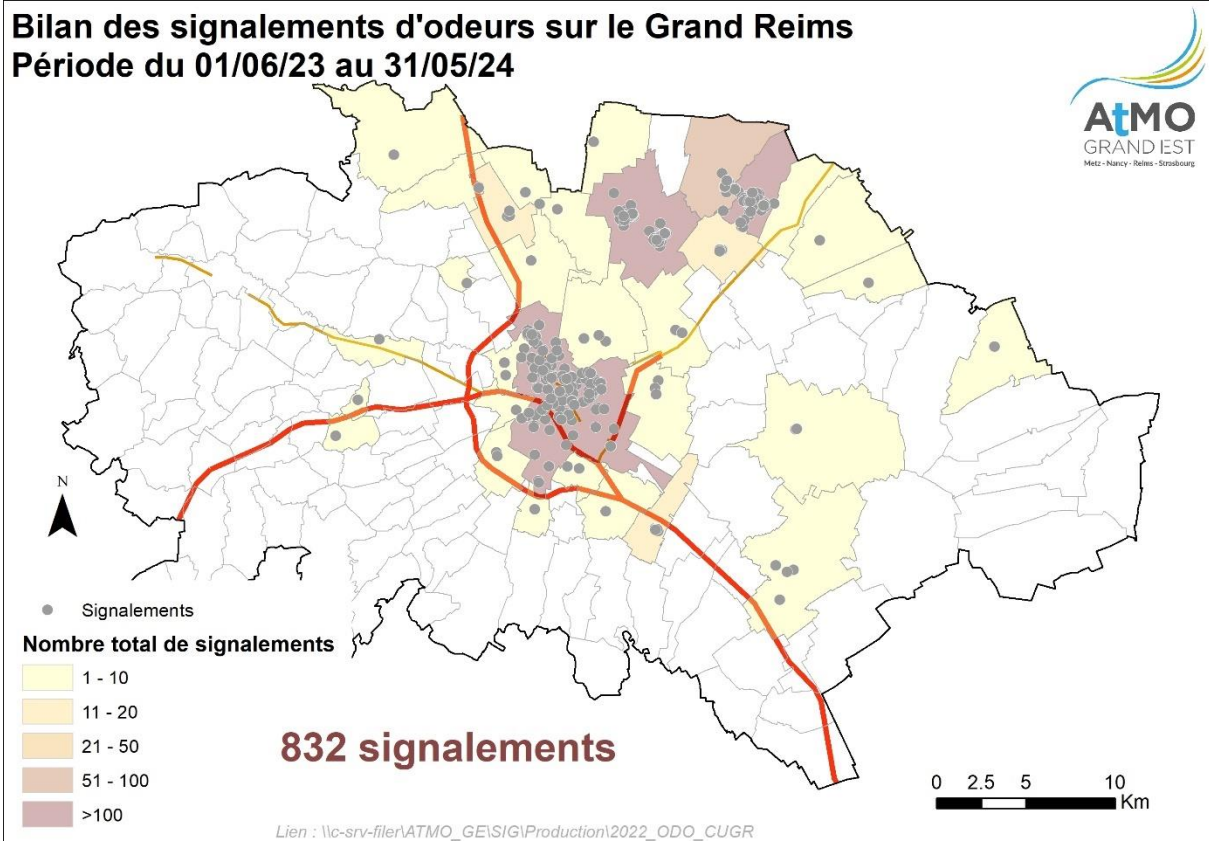 Bilan des signalements d'odeurs sur le Grand Reims
Période du 01/06/23 au 31/05/24
AtMO
GRAND EST
Metz - Nancy - Reims - Strasbourg
N
Signalements
Nombre total de signalements
1 - 10
11 - 20
21 - 50
51 - 100
>100
832 signalements
0 2.5 5 10
Km
Lien : \\c-srv-filer\ATMO_GE\SIG\Production\2022_ODO_CUGR